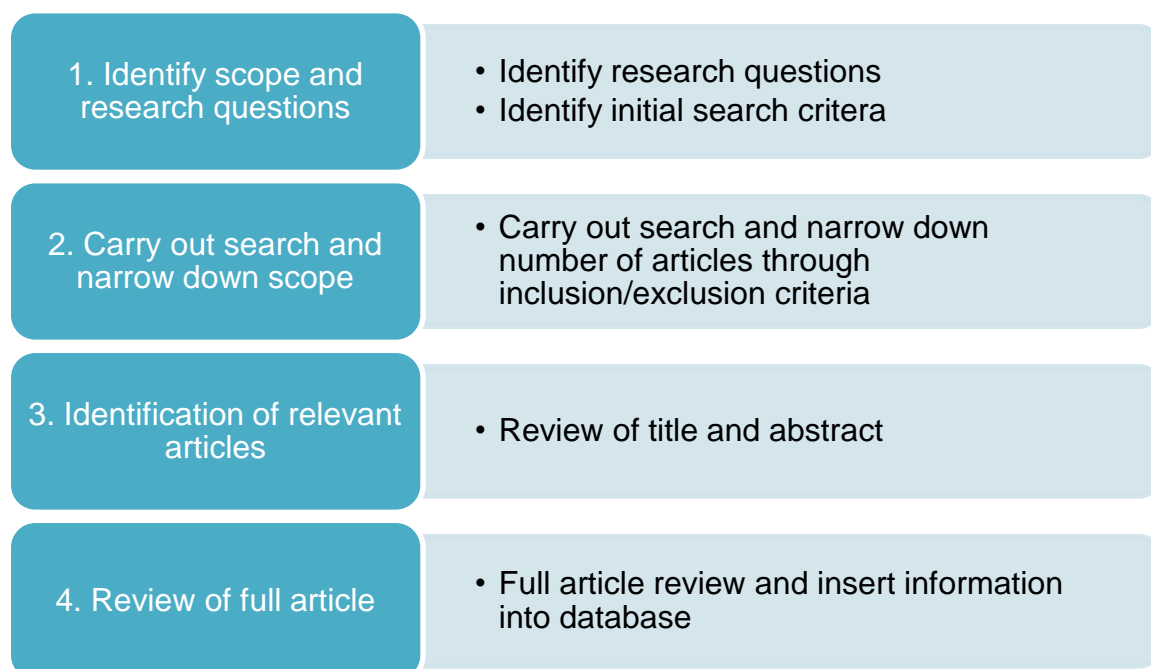 1. Identify scope and
research questions
• Identify research questions
• Identify initial search critera
2. Carry out search and
narrow down scope
• Carry out search and narrow down
number of articles through
inclusion/exclusion criteria
3. Identification of relevant
articles
• Review of title and abstract
4. Review of full article
• Full article review and insert information
into database